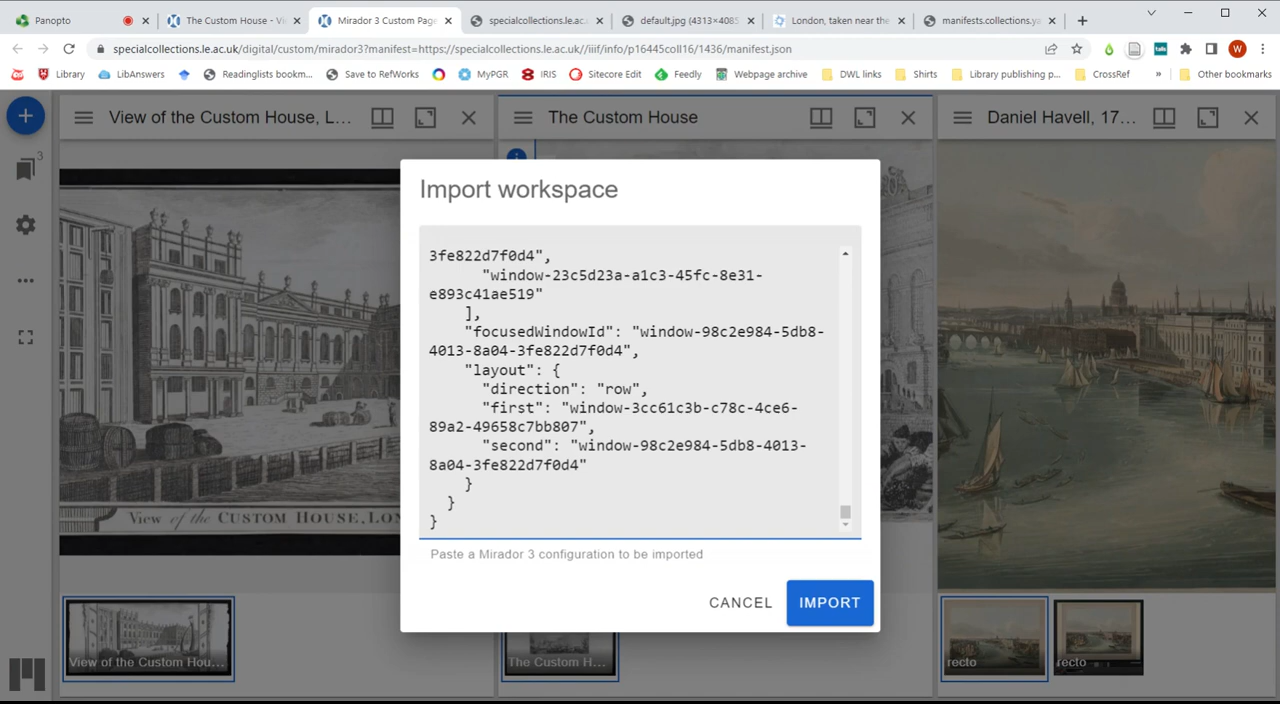 Panopto
The Custom House - Vi
Mirador 3 Custom Pag
specialcollections.le.ac.u
default.jpg (4313×4085
London, taken near the
manifests.collections.ya
specialcollections.le.ac.uk/digital/custom/mirador3?manifest=https://specialcollections.le.ac.uk//iiif/info/p16445coll16/1436/manifest.json
W
Library
LibAnswers
Readinglists bookm...
Save to RefWorks
MyPGR
IRIS
Sitecore Edit
Feedly
Webpage archive
DWL links
Shirts
Library publishing p...
CrossRef
»
Other bookmarks
View of the Custom House, L...
The Custom House
Daniel Havell, 17...
3
Import workspace
3fe822d7f0d4",
"window-23c5d23a-a1c3-45fc-8e31-
e893c41ae519"
],
"focusedWindowId": "window-98c2e984-5db8-
4013-8a04-3fe822d7f0d4",
"layout": {
"direction": "row",
"first": "window-3cc61c3b-c78c-4ce6-
89a2-49658c7bb807",
"second": "window-98c2e984-5db8-4013-
8a04-3fe822d7f0d4"
}
}
}
Paste a Mirador 3 configuration to be imported
CANCEL
IMPORT
View of the CUSTOM HOUSE, LON
View of the Custom Hou...
The Custom H...
recto
recto